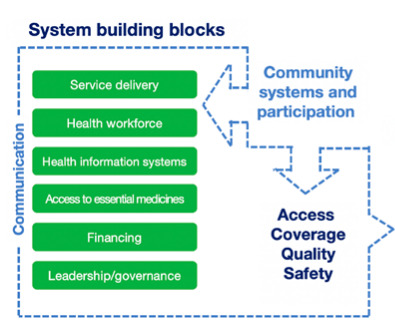 System building blocks
Communication
Service delivery
Health workforce
Health information systems
Access to essential medicines
Financing
Leadership/governance
Community
systems and
participation
Access
Coverage
Quality
Safety